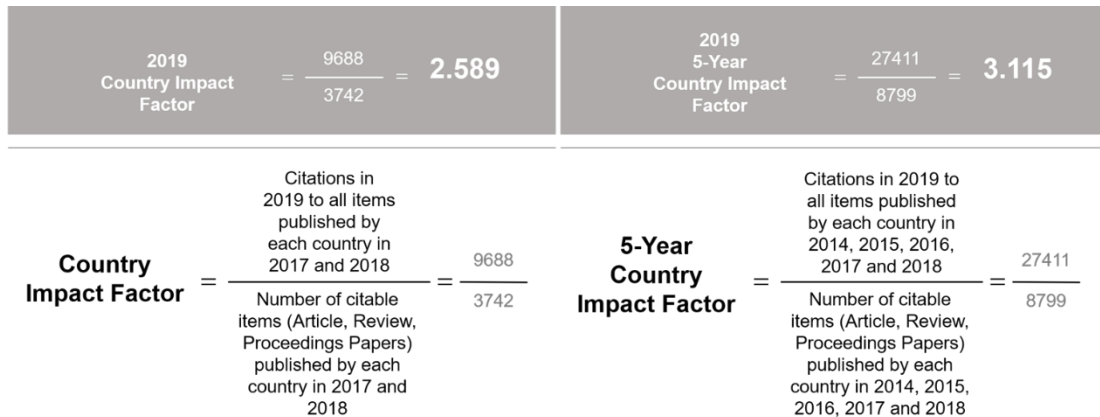 2019
Country Impact
Factor
=
9688
3742
=
2.589
2019
5-Year
Country Impact
Factor
=
27411
8799
=
3.115
Country
Impact Factor
=
Citations in
2019 to all items
published by
each country in
2017 and 2018
Number of citable
items (Article, Review,
Proceedings Papers)
published by each
country in 2017 and
2018
=
9688
3742
5-Year
Country
Impact Factor
=
Citations in 2019 to
all items published
by each country in
2014, 2015, 2016,
2017 and 2018
Number of citable
items (Article, Review,
Proceedings Papers)
published by each
country in 2014, 2015,
2016, 2017 and 2018
=
27411
8799